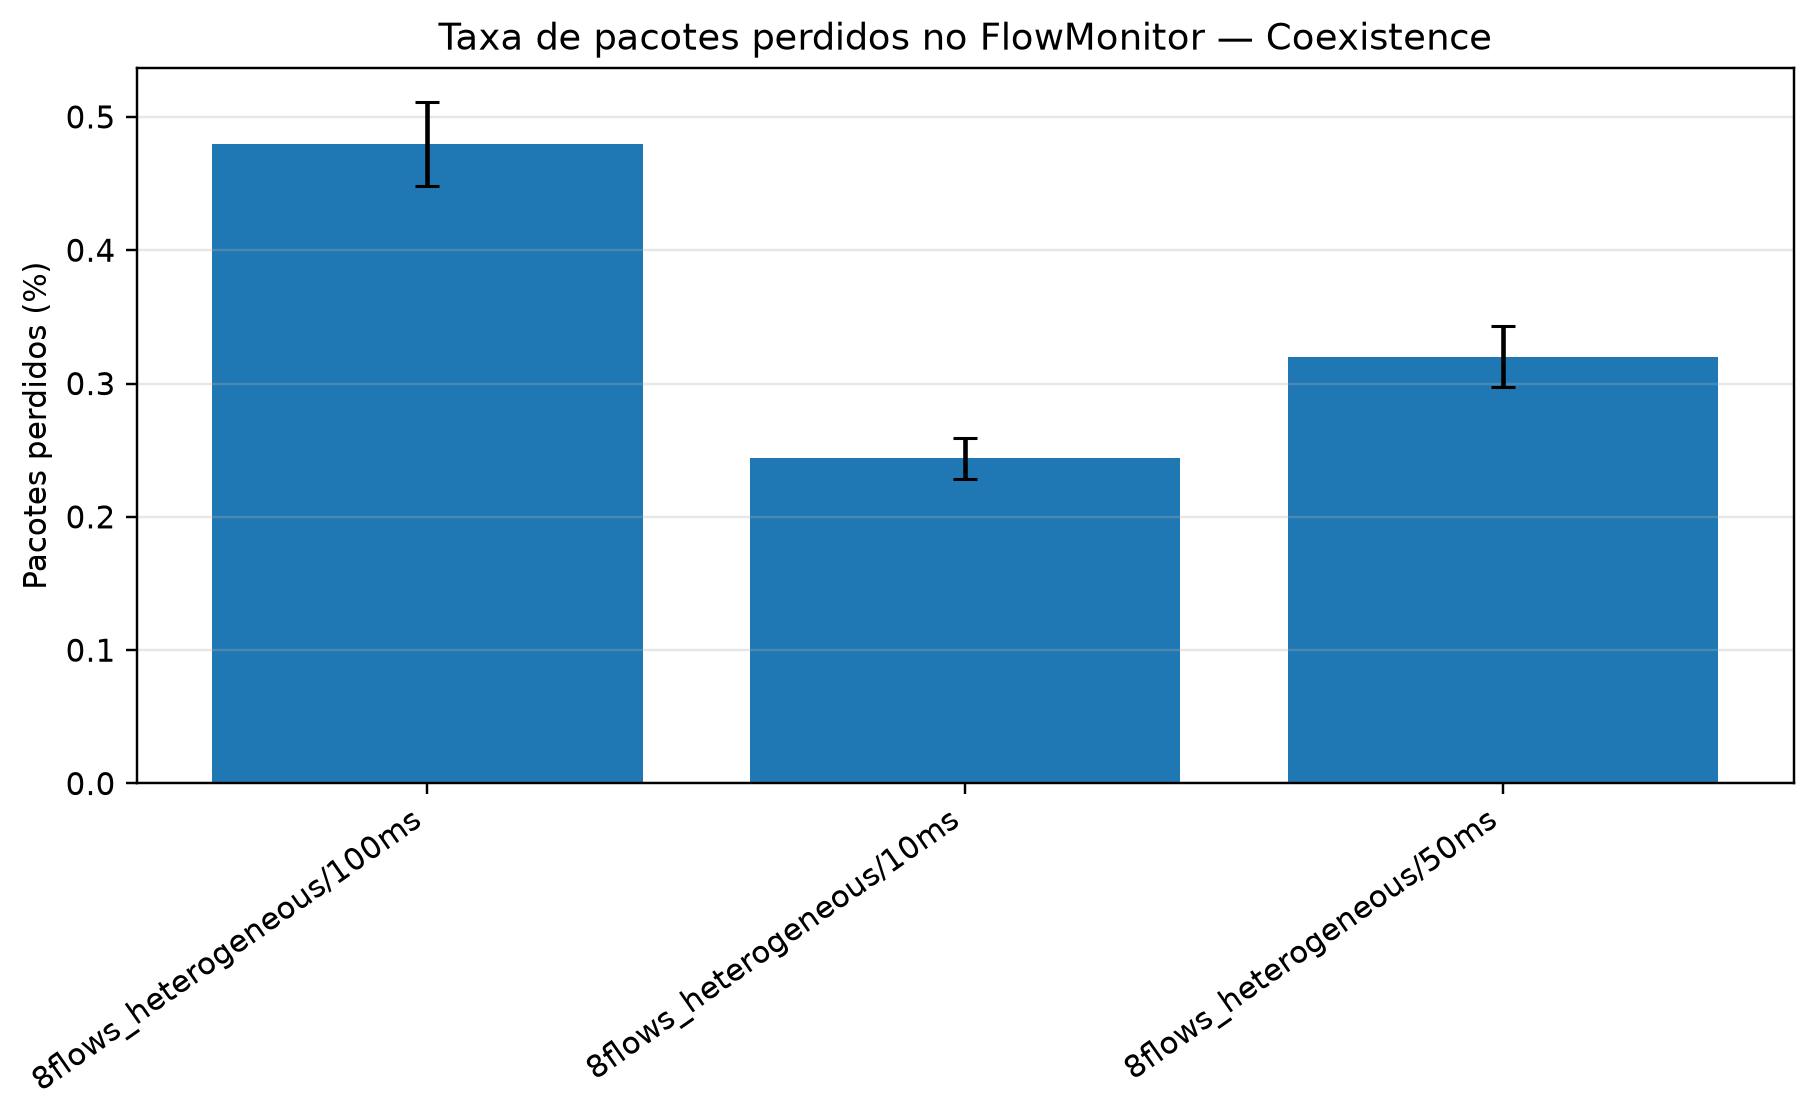 Taxa de pacotes perdidos no FlowMonitor — Coexistence
Pacotes perdidos (%)
0.5
0.4
0.3
0.2
0.1
0.0
8flows_heterogeneous/100ms
8flows_heterogeneous/10ms
8flows_heterogeneous/50ms